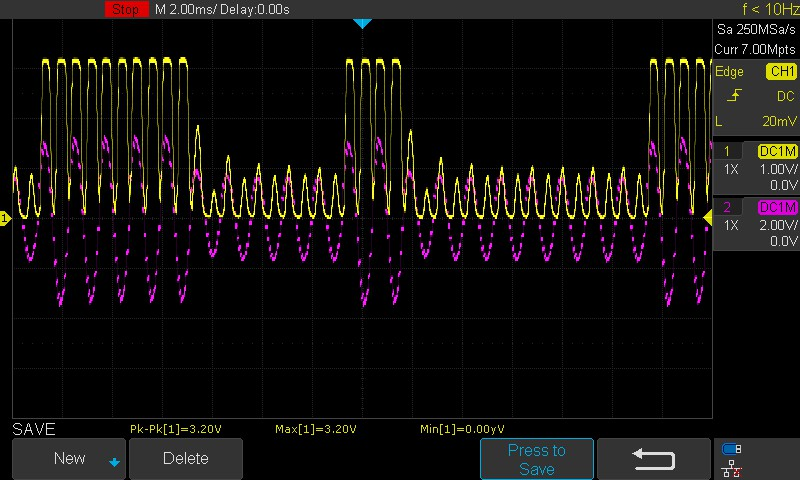 Stop M 2.00ms/ Delay:0.00s f < 10Hz
Sa 250MSa/s
Curr 7.00Mpts
Edge CH1
DC
L 20mV
1 DC1M
1X 1.00V/
0.0V
2 DC1M
1X 2.00V/
0.0V
1
SAVE Pk-Pk[1]=3.20V Max[1]=3.20V Min[1]=0.00yV
New Delete Press to
Save